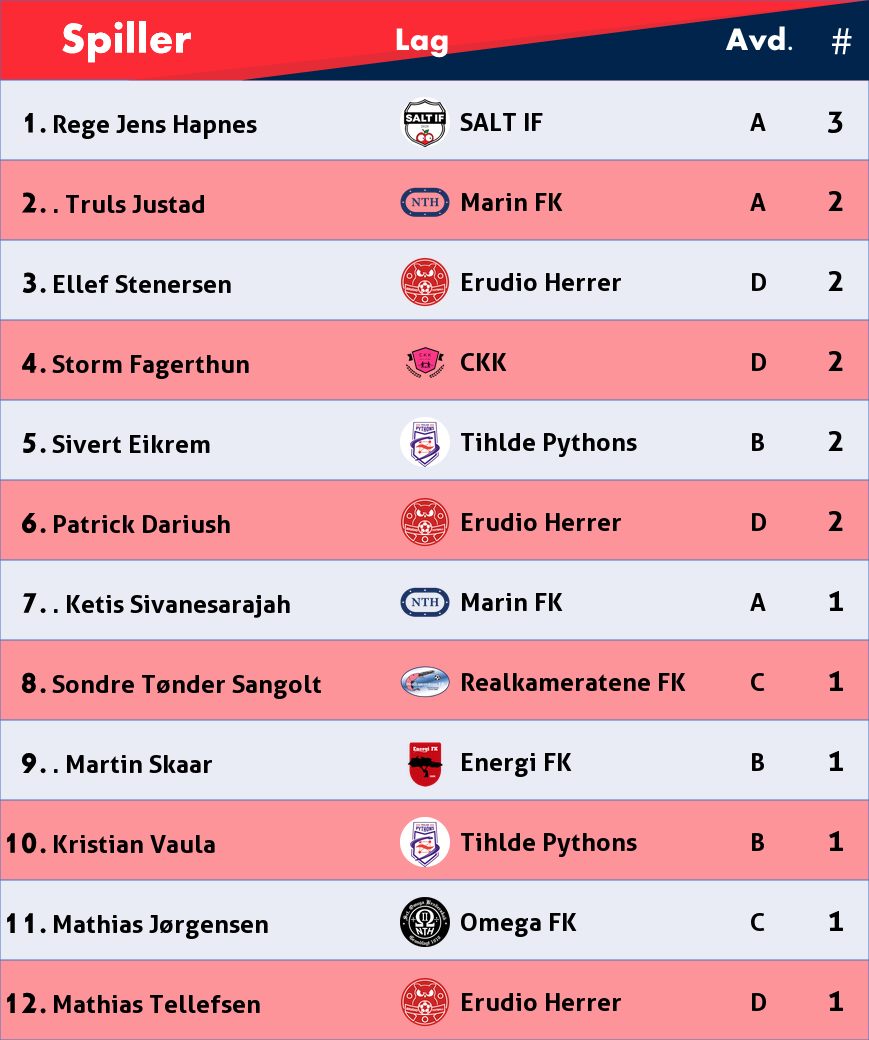 Spiller Lag Avd. #
1. Rege Jens Hapnes SALT IF SALT IF A 3
2. . Truls Justad NTH Marin FK A 2
3. Ellef Stenersen Erudio Herrer D 2
4. Storm Fagerthun CKK CKK D 2
5. Sivert Eikrem PYTHONS Tihlde Pythons B 2
6. Patrick Dariush Erudio Herrer D 2
7. . Ketis Sivanesarajah NTH Marin FK A 1
8. Sondre Tønder Sangolt Realkameratene FK C 1
9. . Martin Skaar Energi FK Energi FK B 1
10. Kristian Vaula PYTHONS Tihlde Pythons B 1
11. Mathias Jørgensen NTH Omega FK C 1
12. Mathias Tellefsen Erudio Herrer D 1